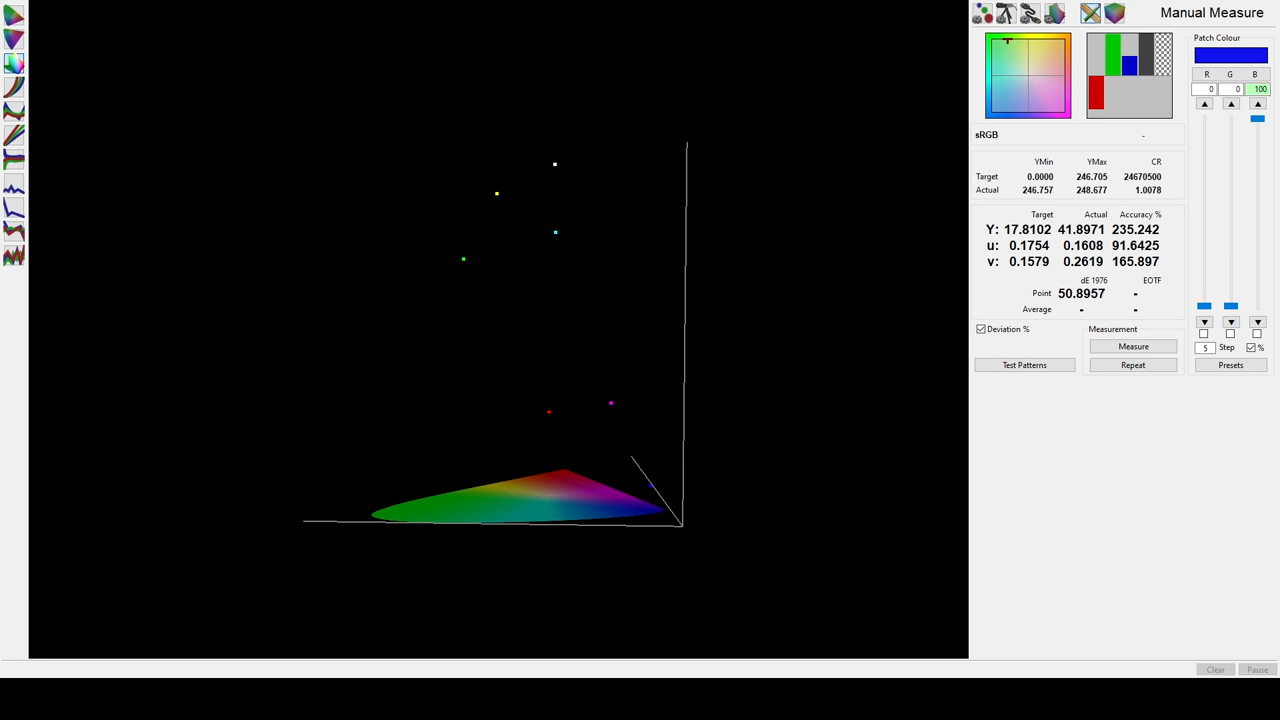 Manual Measure
Patch Colour
R G B
0 0 100
sRGB -
YMin YMax CR
Target 0.0000 246.705 24670500
Actual 246.757 248.677 1.0078
Target Actual Accuracy %
Y: 17.8102 41.8971 235.242
u: 0.1754 0.1608 91.6425
v: 0.1579 0.2619 165.897
dE 1976 EOTF
Point 50.8957 -
Average - -
Deviation %
Measurement
Measure
5 Step %
Test Patterns
Repeat
Presets
Clear
Pause